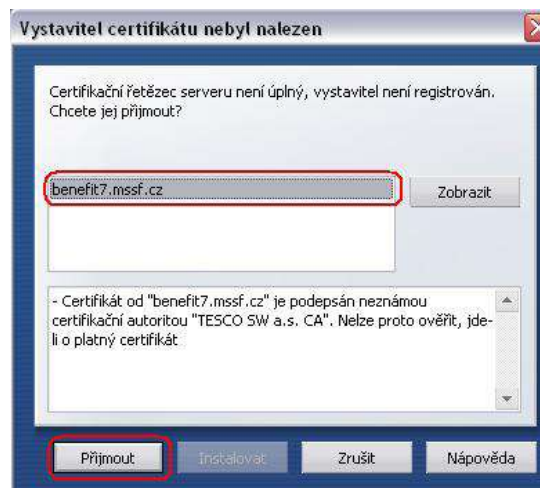 Vystavitel certifikátu nebyl nalezen
Certifikační řetězec serveru není úplný, vystavitel není registrován.
Chcete jej přijmout?
benefit7.mssf.cz
Zobrazit
- Certifikát od "benefit7.mssf.cz" je podepsán neznámou
certifikační autoritou "TESCO SW a.s. CA". Nelze proto ověřit, jde-
li o platný certifikát
Přijmout
Instalovat
Zrušit
Nápověda